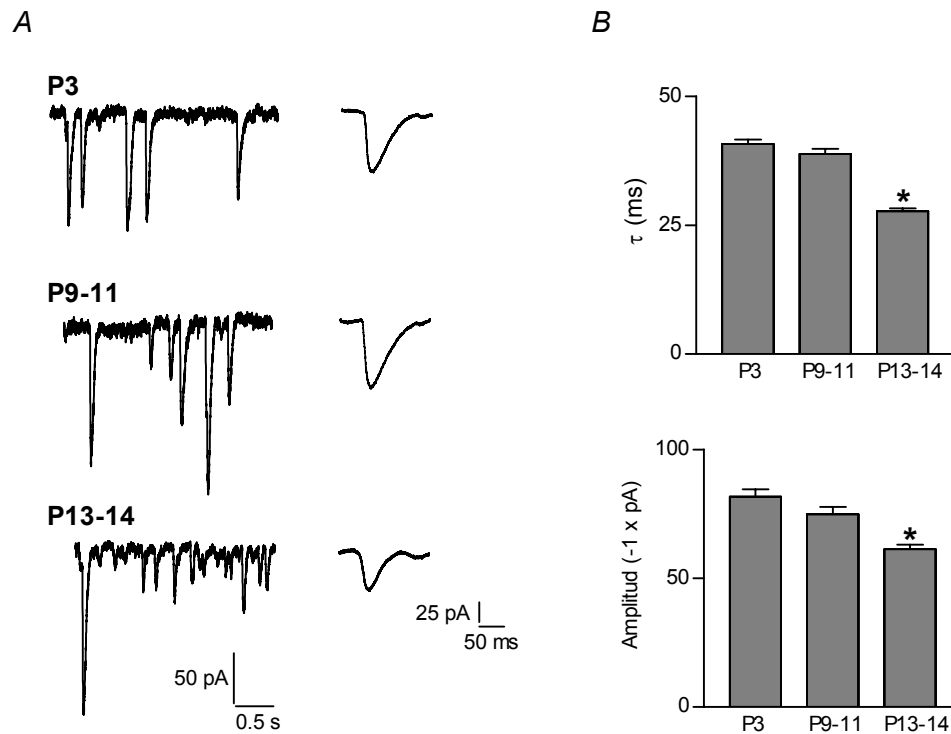 A
P3
P9-11
P13-14
25 pA
50 ms
50 pA
0.5 s
B
50
25
0
τ (ms)
*
P3
P9-11
P13-14
100
50
0
Amplitud (-1 x pA)
*
P3
P9-11
P13-14